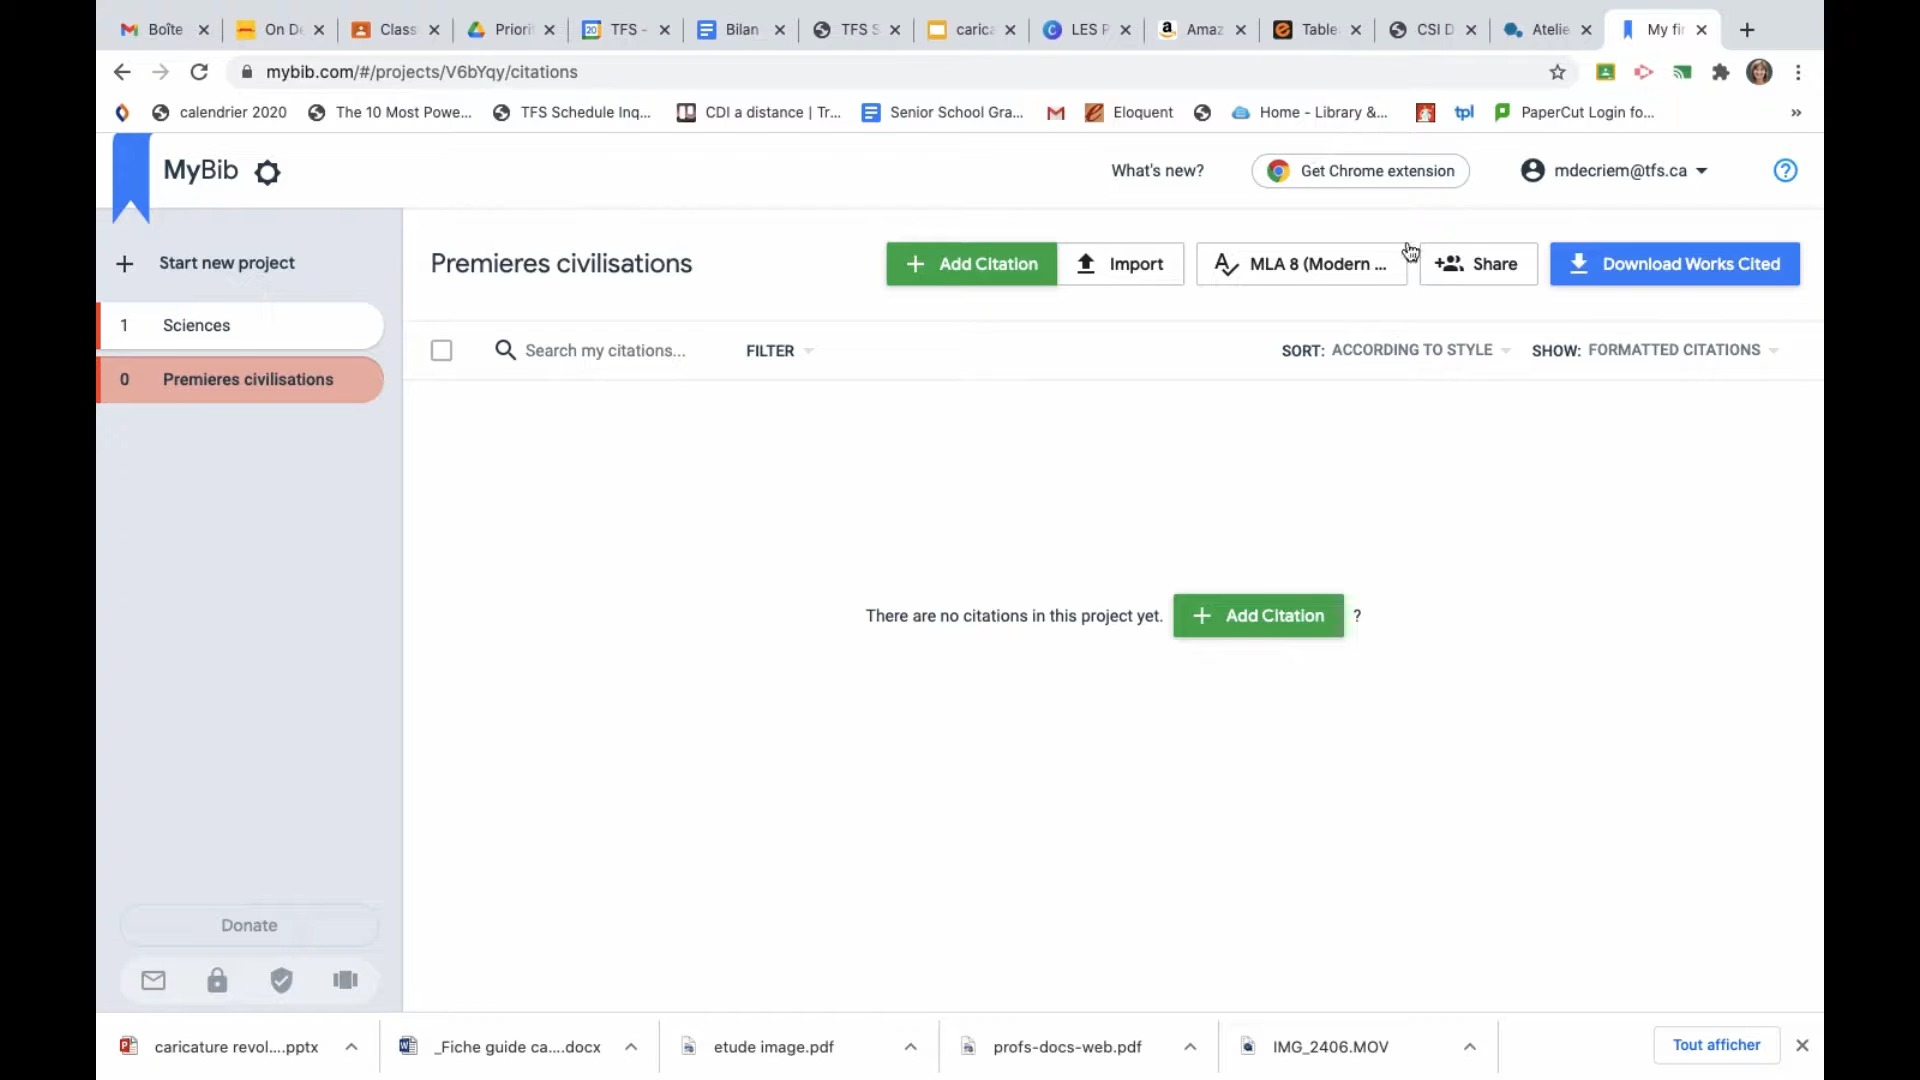 Boîte On De Class Priorit TFS - Bilan TFS S carica LES P Amaz Table CSI D Atelie My fir
mybib.com/#/projects/V6bYqy/citations
calendrier 2020 The 10 Most Powe... TFS Schedule Inq... CDI a distance | Tr... Senior School Gra... Eloquent Home - Library &... tpl PaperCut Login fo... »
MyBib What's new? Get Chrome extension mdecriem@tfs.ca
Start new project
Premieres civilisations Add Citation Import MLA 8 (Modern ... Share Download Works Cited
1 Sciences
Search my citations... FILTER SORT: ACCORDING TO STYLE SHOW: FORMATTED CITATIONS
0 Premieres civilisations
There are no citations in this project yet. Add Citation ?
Donate
caricature revol....pptx _Fiche guide ca....docx etude image.pdf profs-docs-web.pdf IMG_2406.MOV Tout afficher